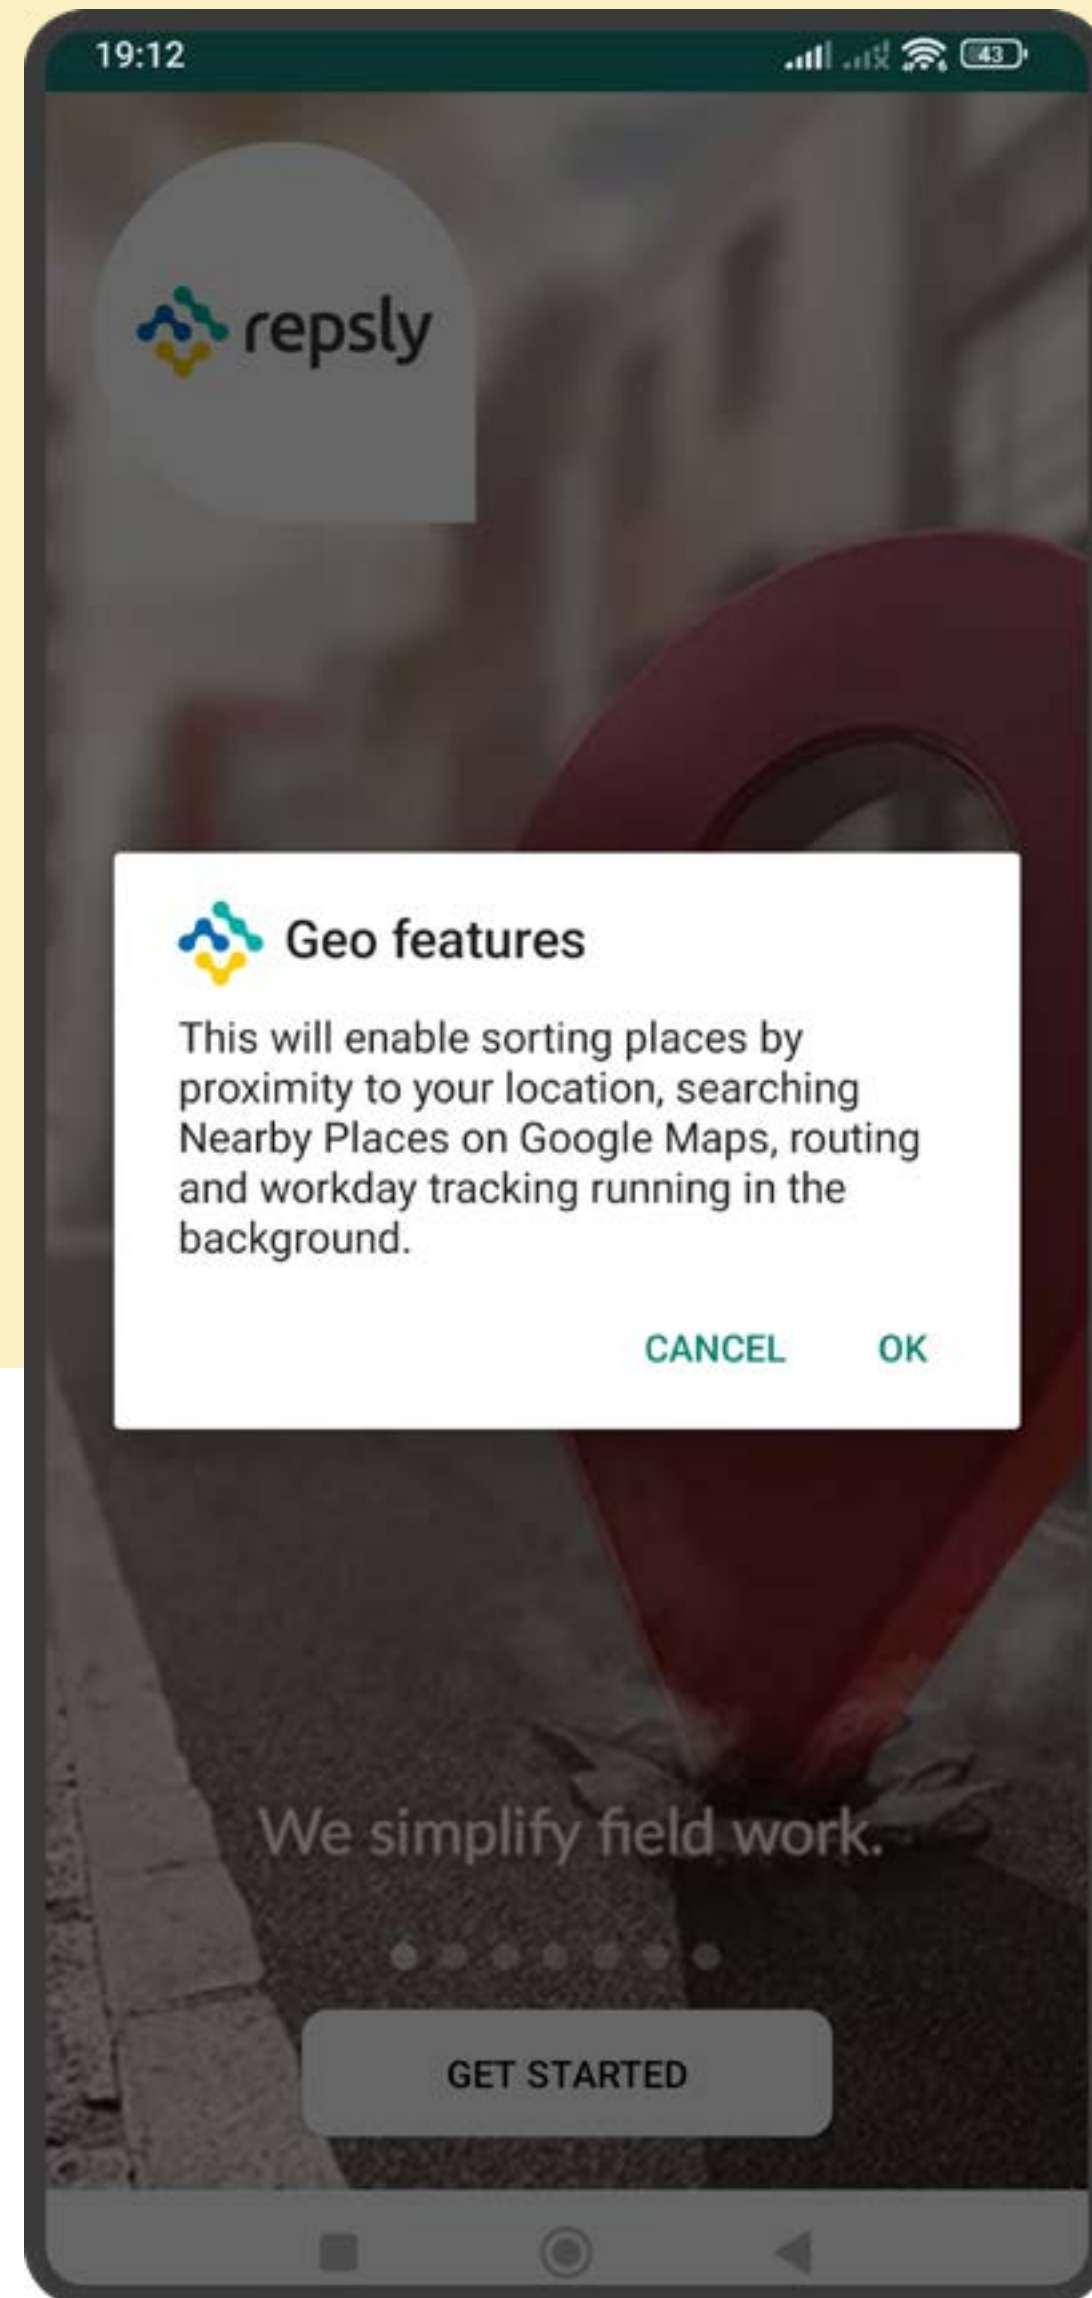 19:12
43
repsly
Geo features
This will enable sorting places by
proximity to your location, searching
Nearby Places on Google Maps, routing
and workday tracking running in the
background.
CANCEL OK
We simplify field work.
GET STARTED